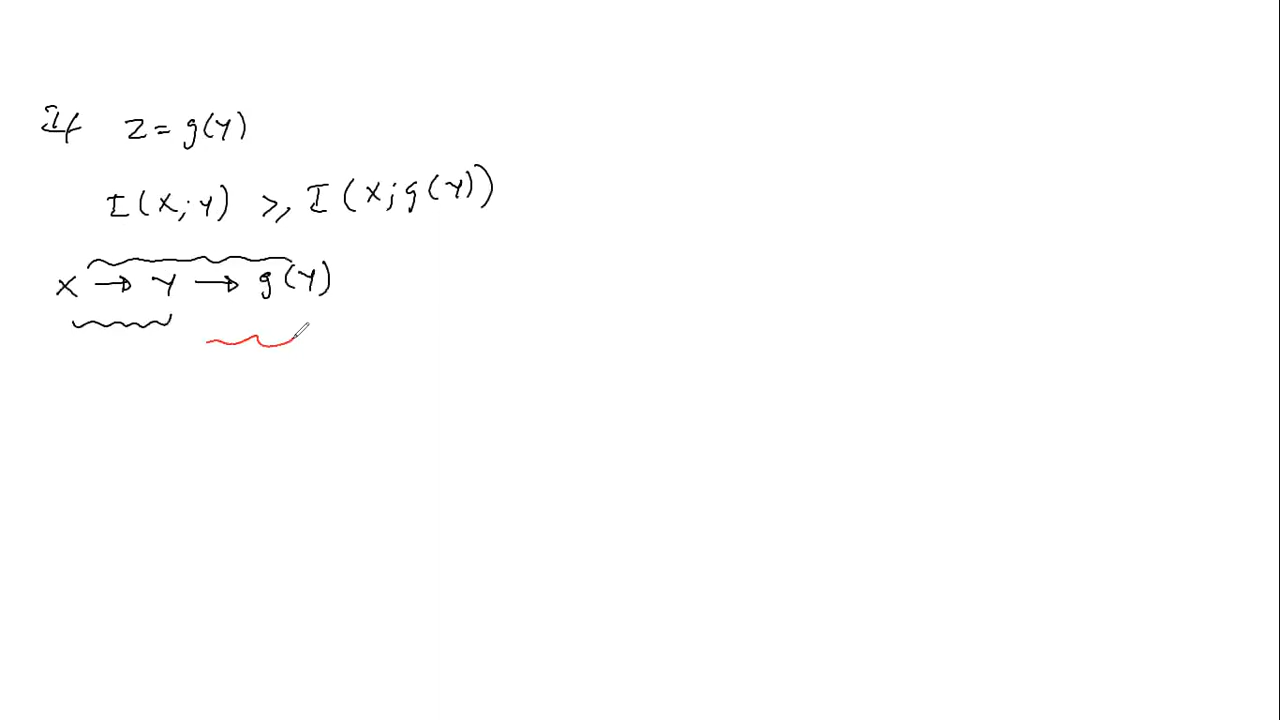 If z = g(Y)
I(X;Y) ⩾ I(X;g(Y))
X → Y → g(Y)